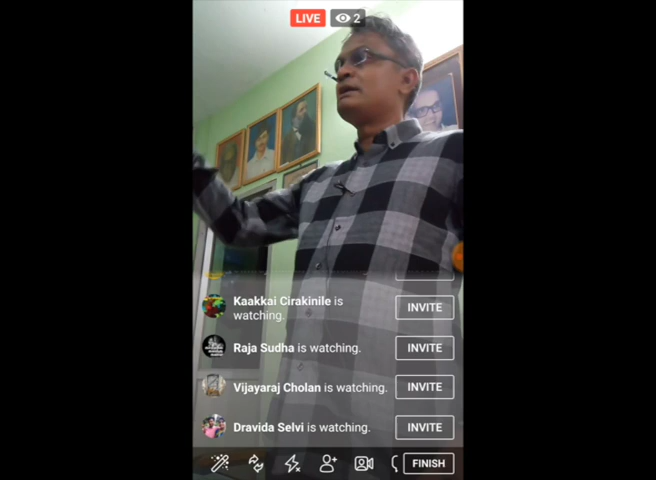 LIVE 2
Kaakkai Cirakinile is
watching.
INVITE
Raja Sudha is watching.
INVITE
Vijayaraj Cholan is watching.
INVITE
Dravida Selvi is watching.
INVITE
FINISH